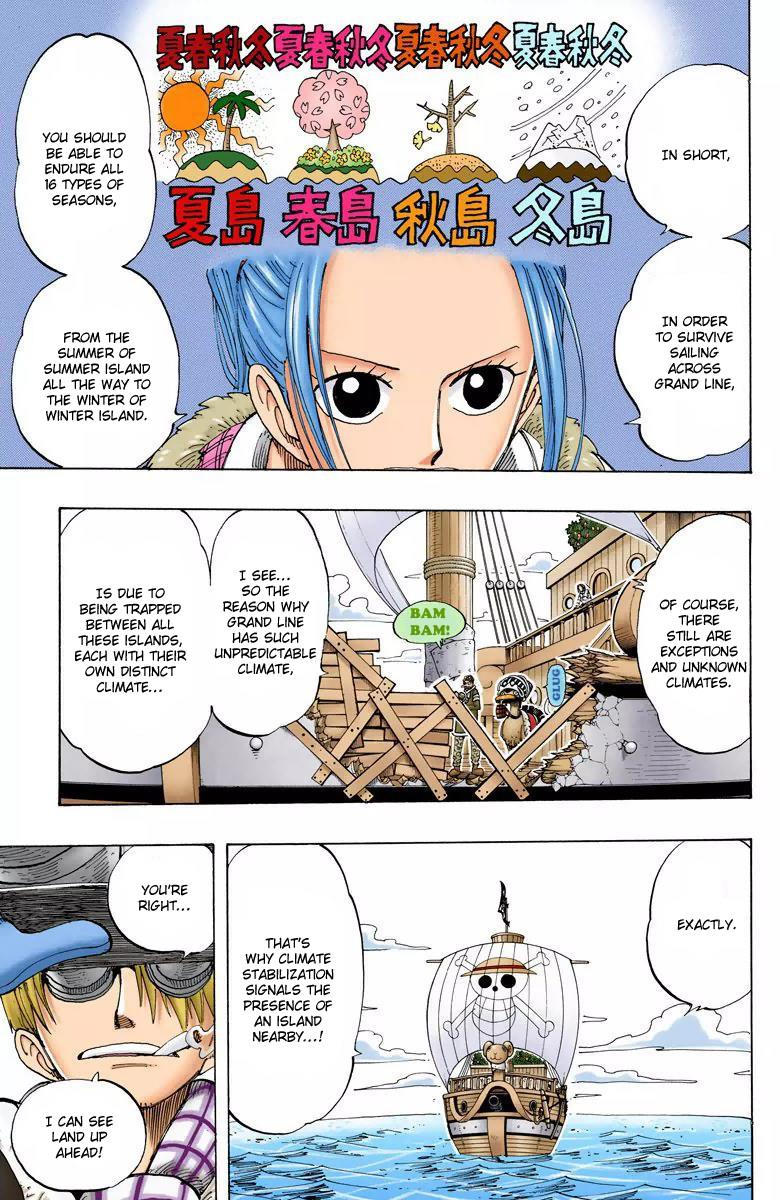 夏春秋冬夏春秋冬夏春秋冬夏春秋冬
夏島 春島 秋島 冬島
IN SHORT,
IN ORDER
TO SURVIVE
SAILING
ACROSS
GRAND LINE,
YOU SHOULD
BE ABLE TO
ENDURE ALL
16 TYPES OF
SEASONS,
FROM THE
SUMMER OF
SUMMER ISLAND
ALL THE WAY TO
THE WINTER OF
WINTER ISLAND.
OF COURSE,
THERE
STILL ARE
EXCEPTIONS
AND UNKNOWN
CLIMATES.
GLUG
BAM
BAM!
I SEE...
SO THE
REASON WHY
GRAND LINE
HAS SUCH
UNPREDICTABLE
CLIMATE,
IS DUE TO
BEING TRAPPED
BETWEEN ALL
THESE ISLANDS,
EACH WITH THEIR
OWN DISTINCT
CLIMATE...
EXACTLY.
THAT'S
WHY CLIMATE
STABILIZATION
SIGNALS THE
PRESENCE OF
AN ISLAND
NEARBY...!
YOU'RE
RIGHT...
I CAN SEE
LAND UP
AHEAD!